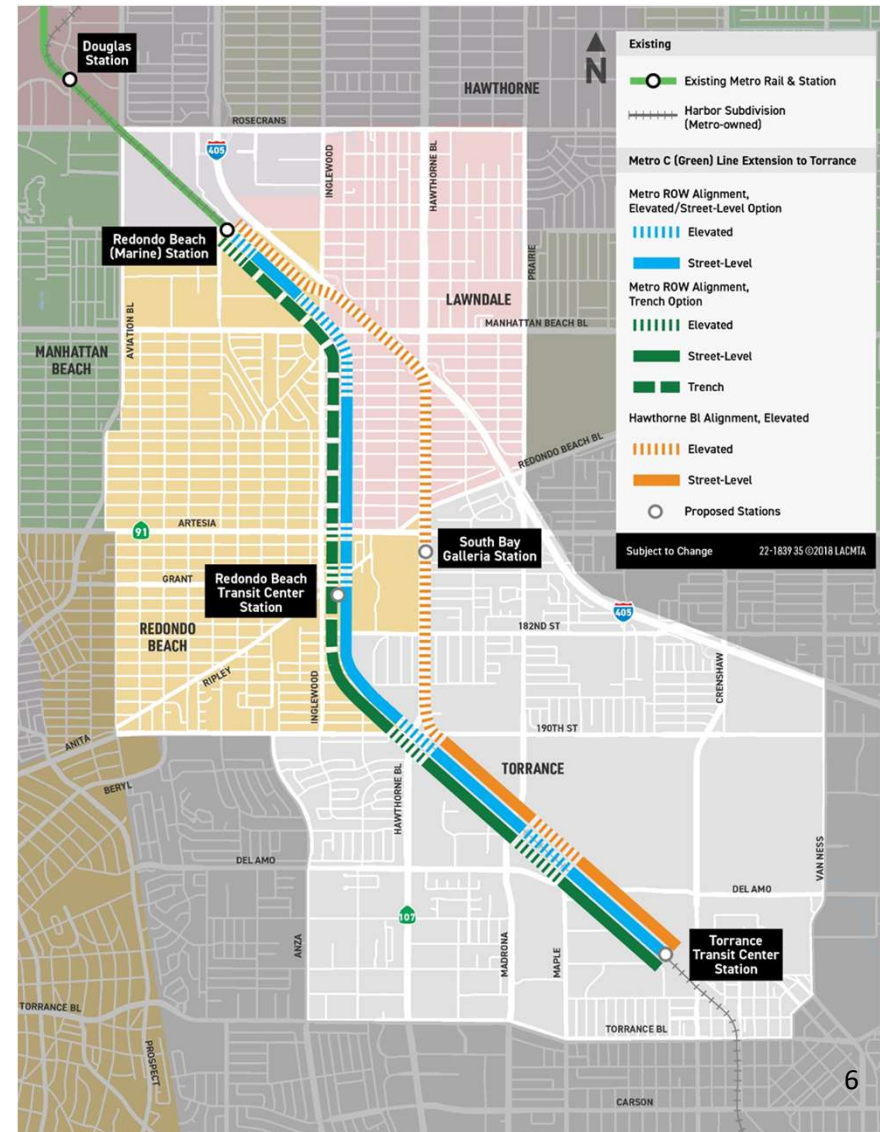 Douglas
Station
N
HAWTHORNE
ROSECRANS
405
INGLEWOOD
HAWTHORNE BL
Redondo Beach
(Marine) Station
PRAIRIE
LAWNDALE
AVIATION BL
MANHATTAN BEACH BL
MANHATTAN
BEACH
REDONDO BEACH BL
ARTESIA
91
South Bay
Galleria Station
GRANT
Redondo Beach
Transit Center
Station
405
182ND ST
REDONDO
BEACH
RIPLEY
INGLEWOOD
CRENSHAW
190TH ST
ANITA
TORRANCE
BERYL
HAWTHORNE BL
VAN NESS
DEL AMO
DEL AMO
107
ANZA
MADRONA
MAPLE
Torrance
Transit Center
Station
TORRANCE BL
TORRANCE BL
PROSPECT
CARSON
6
Existing
Existing Metro Rail & Station
Harbor Subdivision
(Metro-owned)
Metro C (Green) Line Extension to Torrance
Metro ROW Alignment,
Elevated/Street-Level Option
Elevated
Street-Level
Metro ROW Alignment,
Trench Option
Elevated
Street-Level
Trench
Hawthorne Bl Alignment, Elevated
Elevated
Street-Level
Proposed Stations
Subject to Change 22-1839 35 ©2018 LACMTA